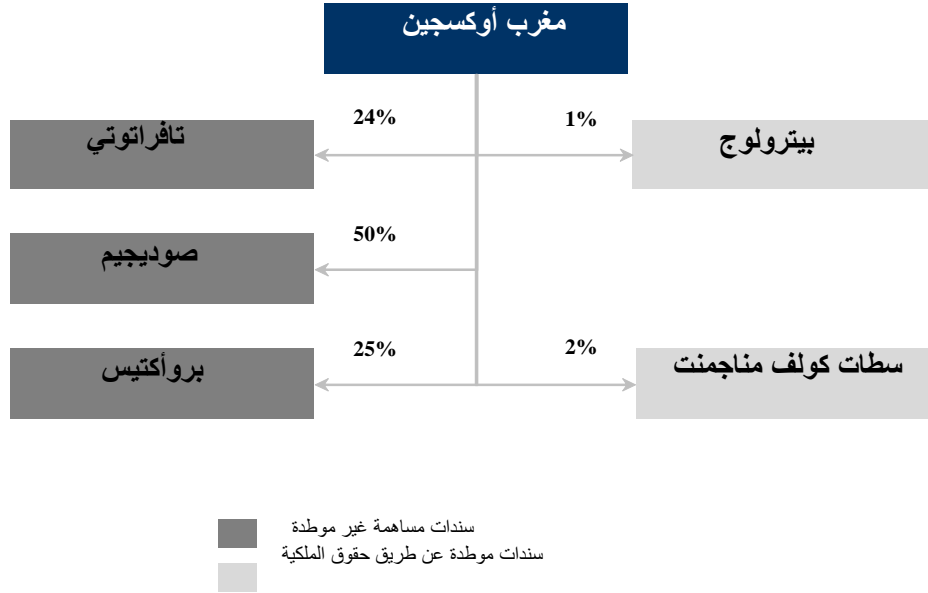 مغرب أوكسجين
24%
1%
تافراتوتي
بيترولوج
50%
صوديجيم
25%
2%
بروأكتيس
سطات كولف مناجمنت
سندات مساهمة غير موطدة
سندات موطدة عن طريق حقوق الملكية